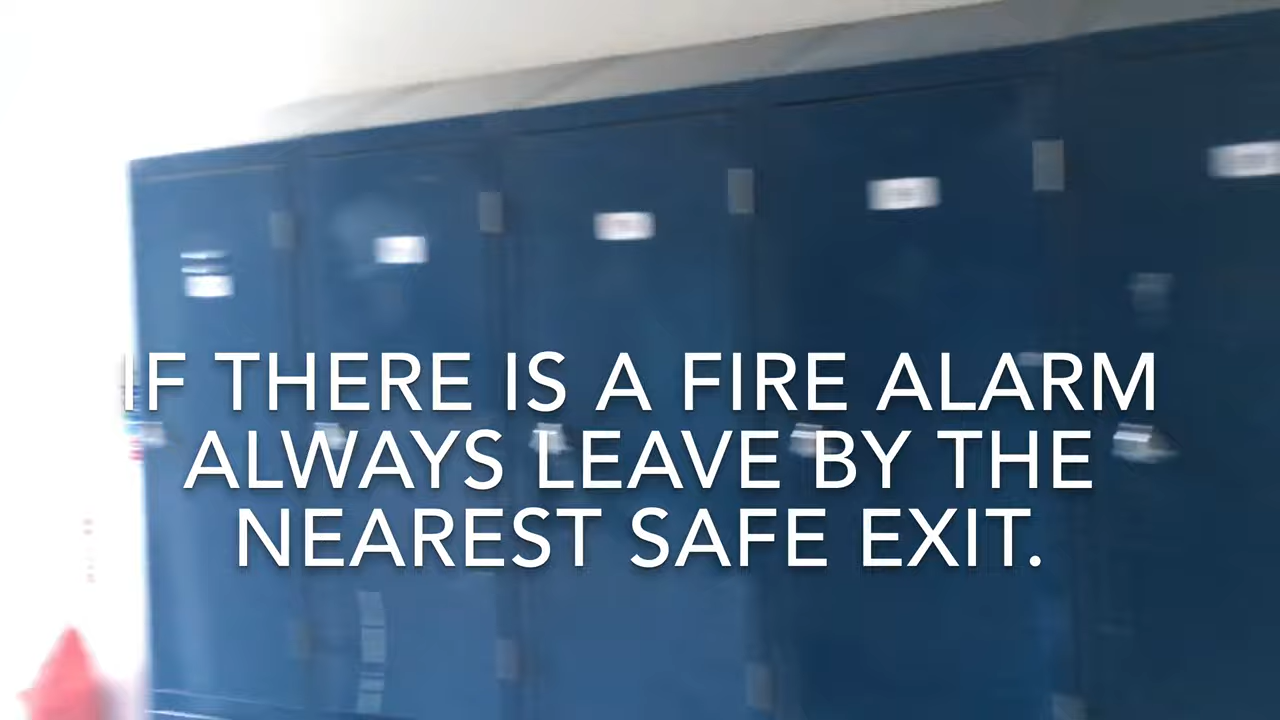 IF THERE IS A FIRE ALARM
ALWAYS LEAVE BY THE
NEAREST SAFE EXIT.